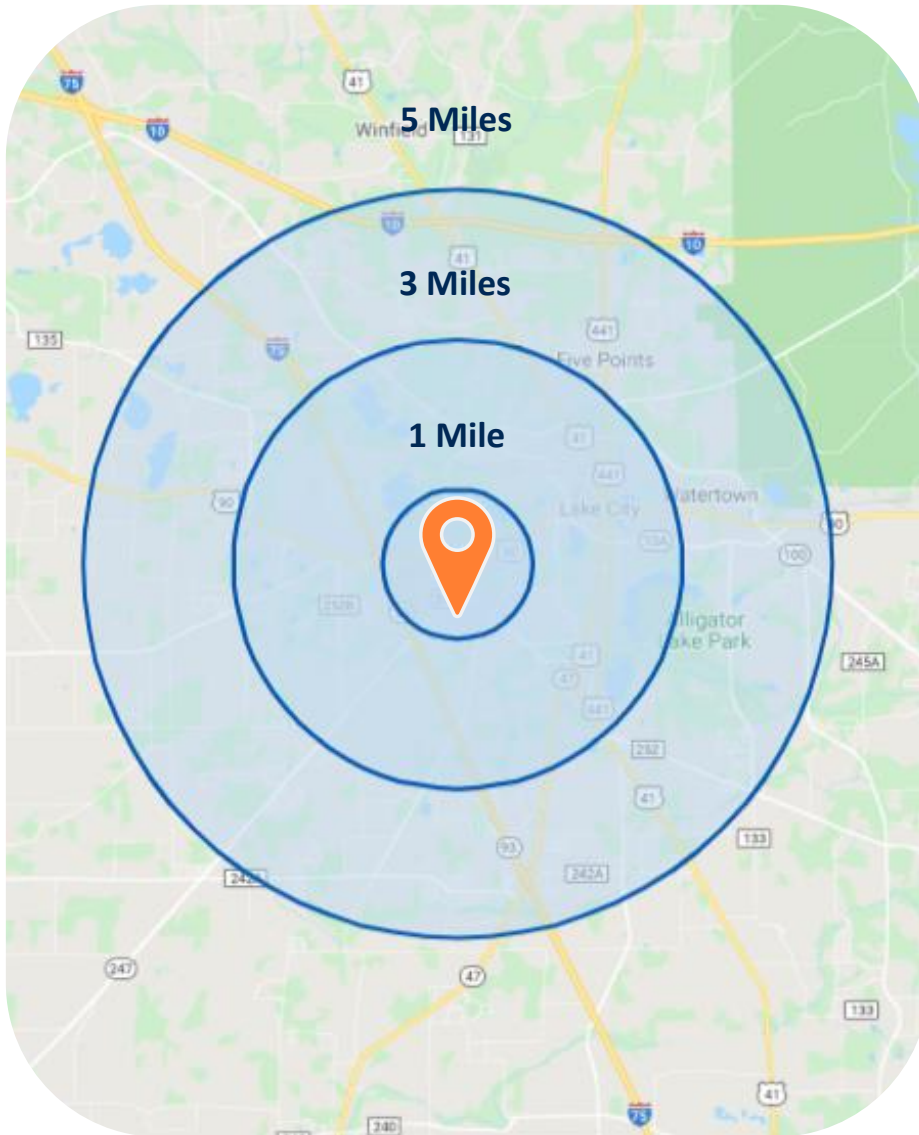 75
41
5 Miles
10
Winfield
131
10
10
41
3 Miles
441
135
75
Five Points
1 Mile
41
441
90
Watertown
Lake City
90
10A
100
252B
Alligator
Lake Park
41
245A
47
441
252
41
133
93
242A
247
47
133
41
75
240